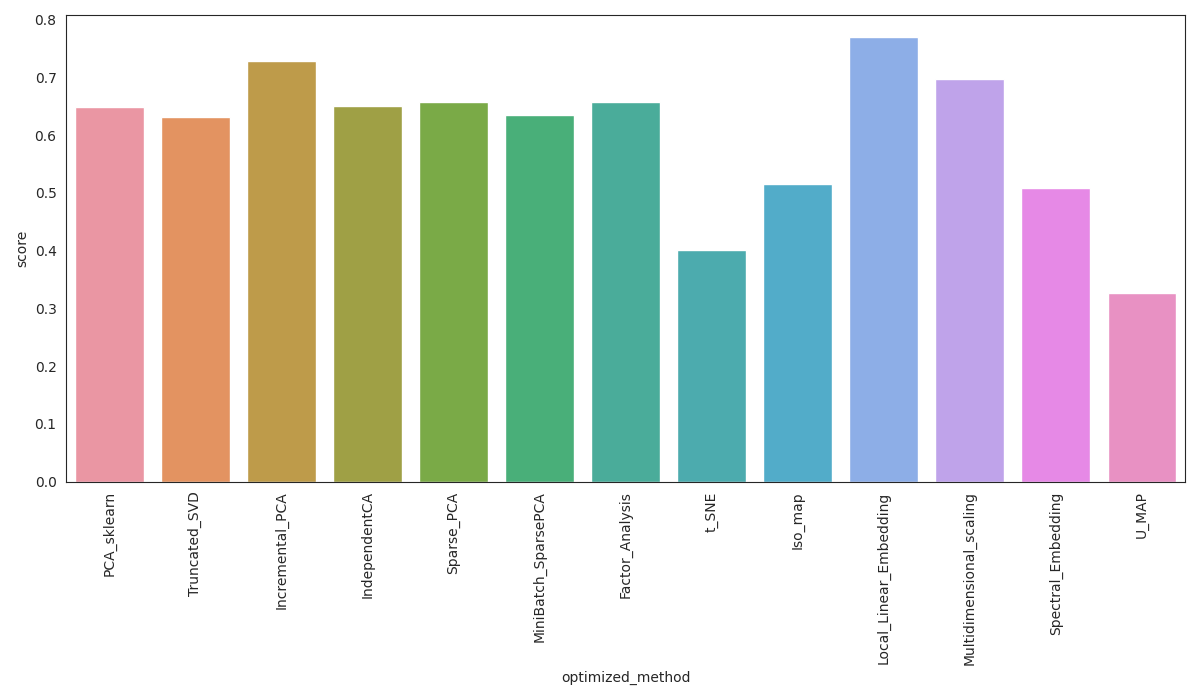 0.8
0.7
0.6
0.5
0.4
0.3
0.2
0.1
0.0
score
PCA_sklearn
Truncated_SVD
Incremental_PCA
IndependentCA
Sparse_PCA
MiniBatch_SparsePCA
Factor_Analysis
t_SNE
Iso_map
Local_Linear_Embedding
Multidimensional_scaling
Spectral_Embedding
U_MAP
optimized_method